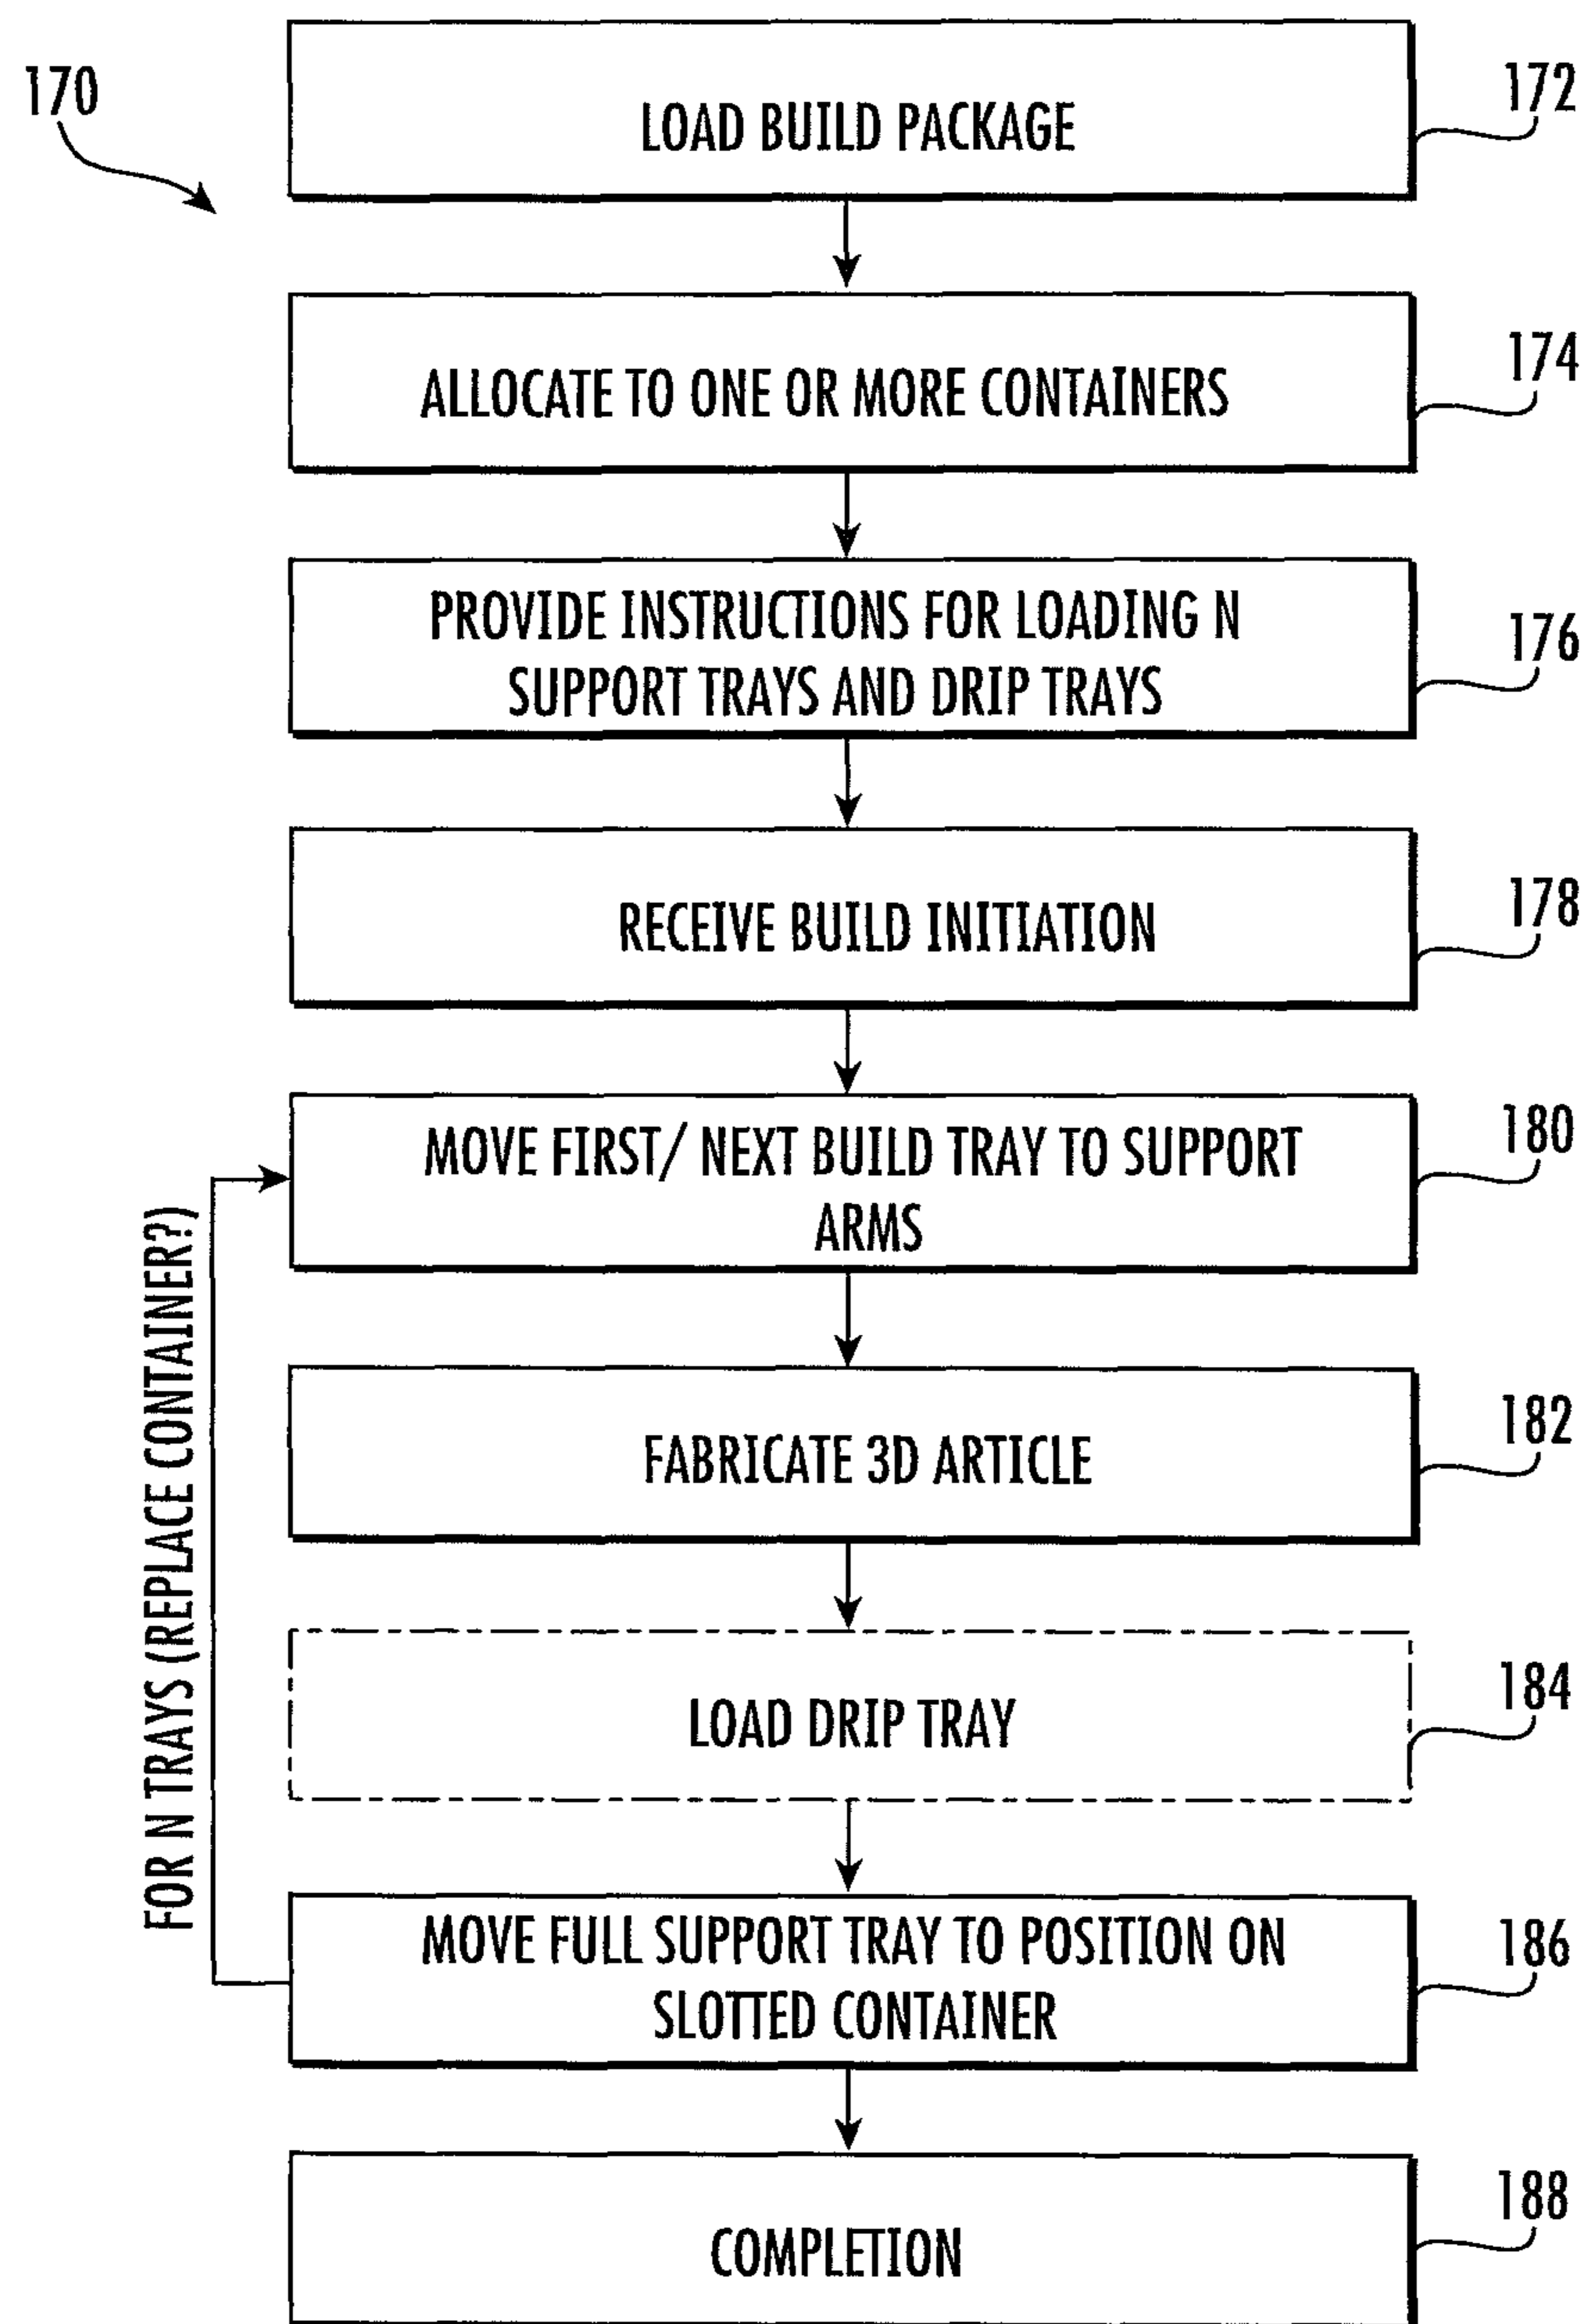 170
LOAD BUILD PACKAGE
172
ALLOCATE TO ONE OR MORE CONTAINERS
174
PROVIDE INSTRUCTIONS FOR LOADING N
SUPPORT TRAYS AND DRIP TRAYS
176
RECEIVE BUILD INITIATION
178
MOVE FIRST/ NEXT BUILD TRAY TO SUPPORT
ARMS
180
FOR N TRAYS (REPLACE CONTAINER?)
FABRICATE 3D ARTICLE
182
LOAD DRIP TRAY
184
MOVE FULL SUPPORT TRAY TO POSITION ON
SLOTTED CONTAINER
186
COMPLETION
188